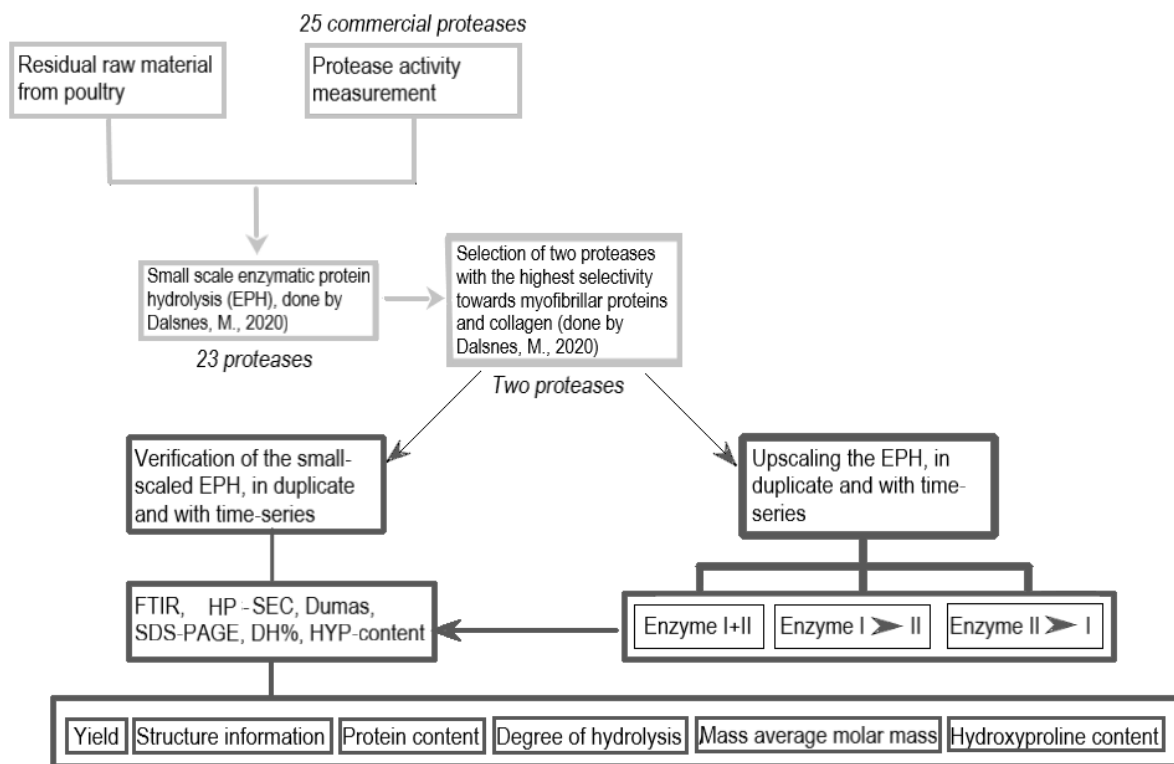 25 commercial proteases
Residual raw material
from poultry
Protease activity
measurement
Small scale enzymatic protein
hydrolysis (EPH), done by
Dalsnes, M., 2020)
23 proteases
Selection of two proteases
with the highest selectivity
towards myofibrillar proteins
and collagen (done by
Dalsnes, M., 2020)
Two proteases
Verification of the small-
scaled EPH, in duplicate
and with time-series
Upscaling the EPH, in
duplicate and with time-
series
FTIR, HP-SEC, Dumas,
SDS-PAGE, DH%, HYP-content
Enzyme I+II
Enzyme I ➤ II
Enzyme II ➤ I
Yield
Structure information
Protein content
Degree of hydrolysis
Mass average molar mass
Hydroxyproline content